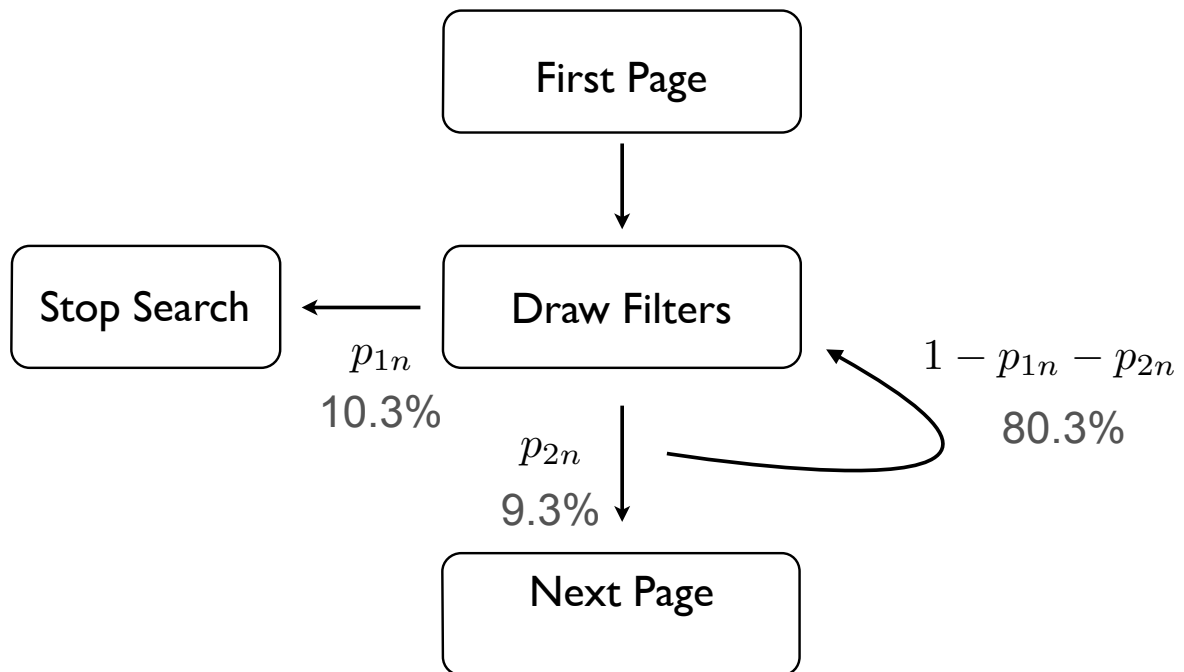 First Page
Stop Search
Draw Filters
p1n
10.3%
1 − p1n − p2n
80.3%
p2n
9.3%
Next Page